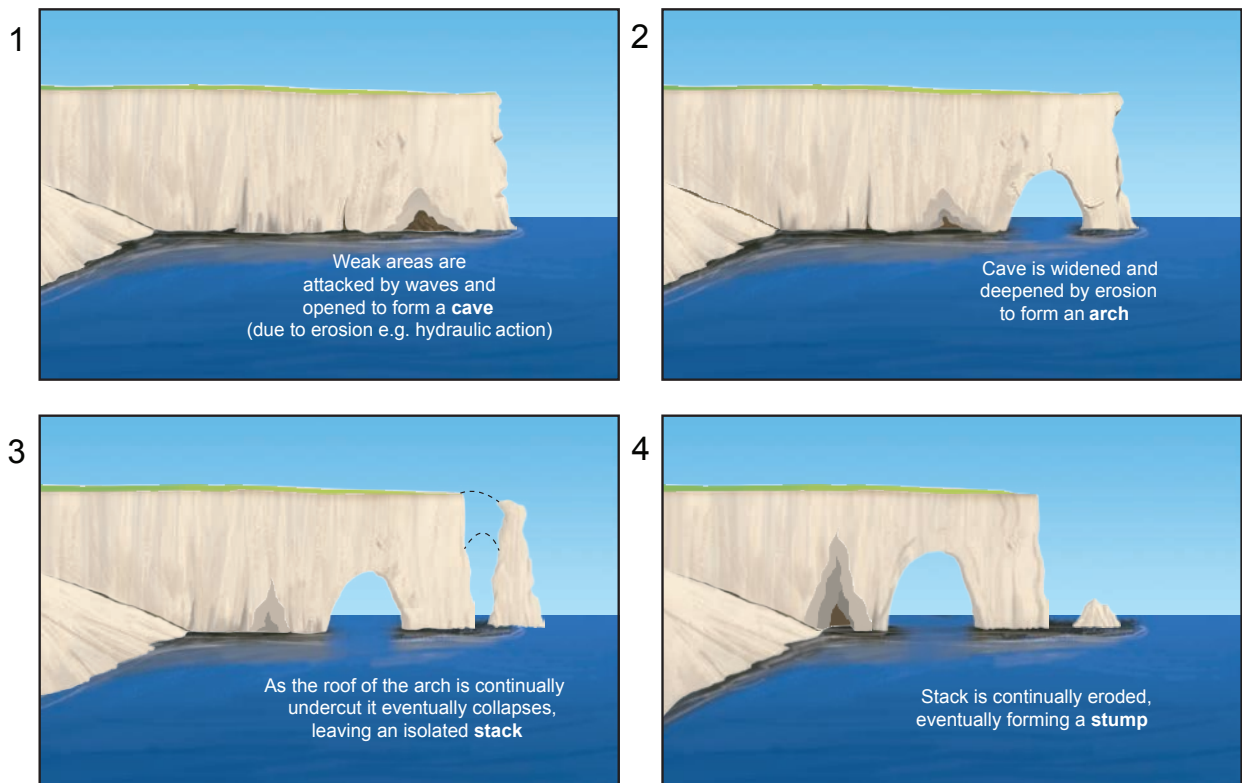 1
Weak areas are
attacked by waves and
opened to form a cave
(due to erosion e.g. hydraulic action)
2
Cave is widened and
deepened by erosion
to form an arch
3
As the roof of the arch is continually
undercut it eventually collapses,
leaving an isolated stack
4
Stack is continually eroded,
eventually forming a stump